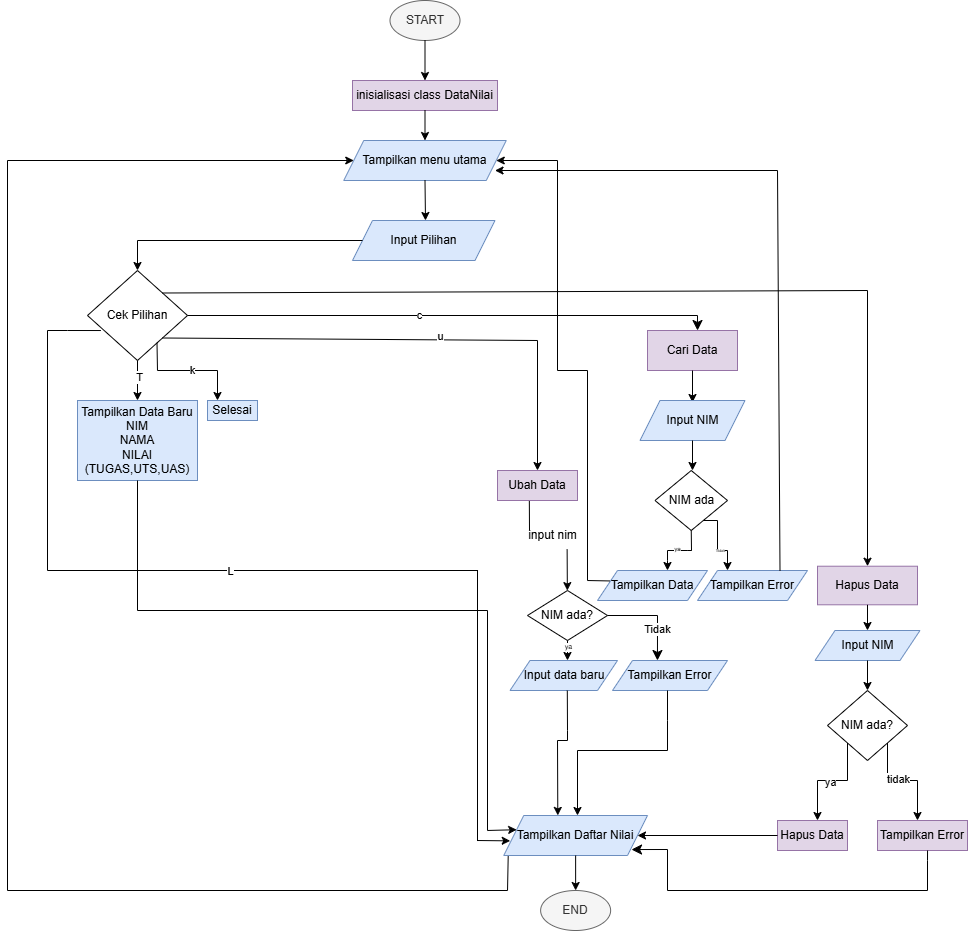 START
inisialisasi class DataNilai
Tampilkan menu utama
Input Pilihan
Cek Pilihan
c
u
k
T
Cari Data
Tampilkan Data Baru
NIM
NAMA
NILAI
(TUGAS,UTS,UAS)
Selesai
Input NIM
Ubah Data
NIM ada
input nim
ya
L
Tampilkan Data
Tampilkan Error
Hapus Data
NIM ada?
Tidak
ya
Input NIM
Input data baru
Tampilkan Error
NIM ada?
ya
tidak
Tampilkan Daftar Nilai
Hapus Data
Tampilkan Error
END